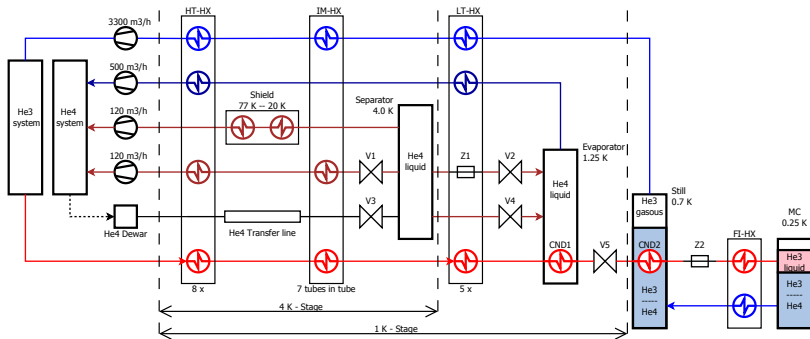 HT-HX
IM-HX
LT-HX
3300 m3/h
500 m3/h
120 m3/h
120 m3/h
He3
system
He4
system
Shield
77 K -- 20 K
Separator
4.0 K
He4
liquid
V1
V3
Z1
V2
V4
Evaporator
1.25 K
He4
liquid
CND1
V5
He3
gasous
Still
0.7 K
CND2
He3
-----
He4
Z2
FI-HX
MC
0.25 K
He3
liquid
He3
-----
He4
He4 Dewar
He4 Transfer line
8 x
7 tubes in tube
5 x
4 K - Stage
1 K - Stage